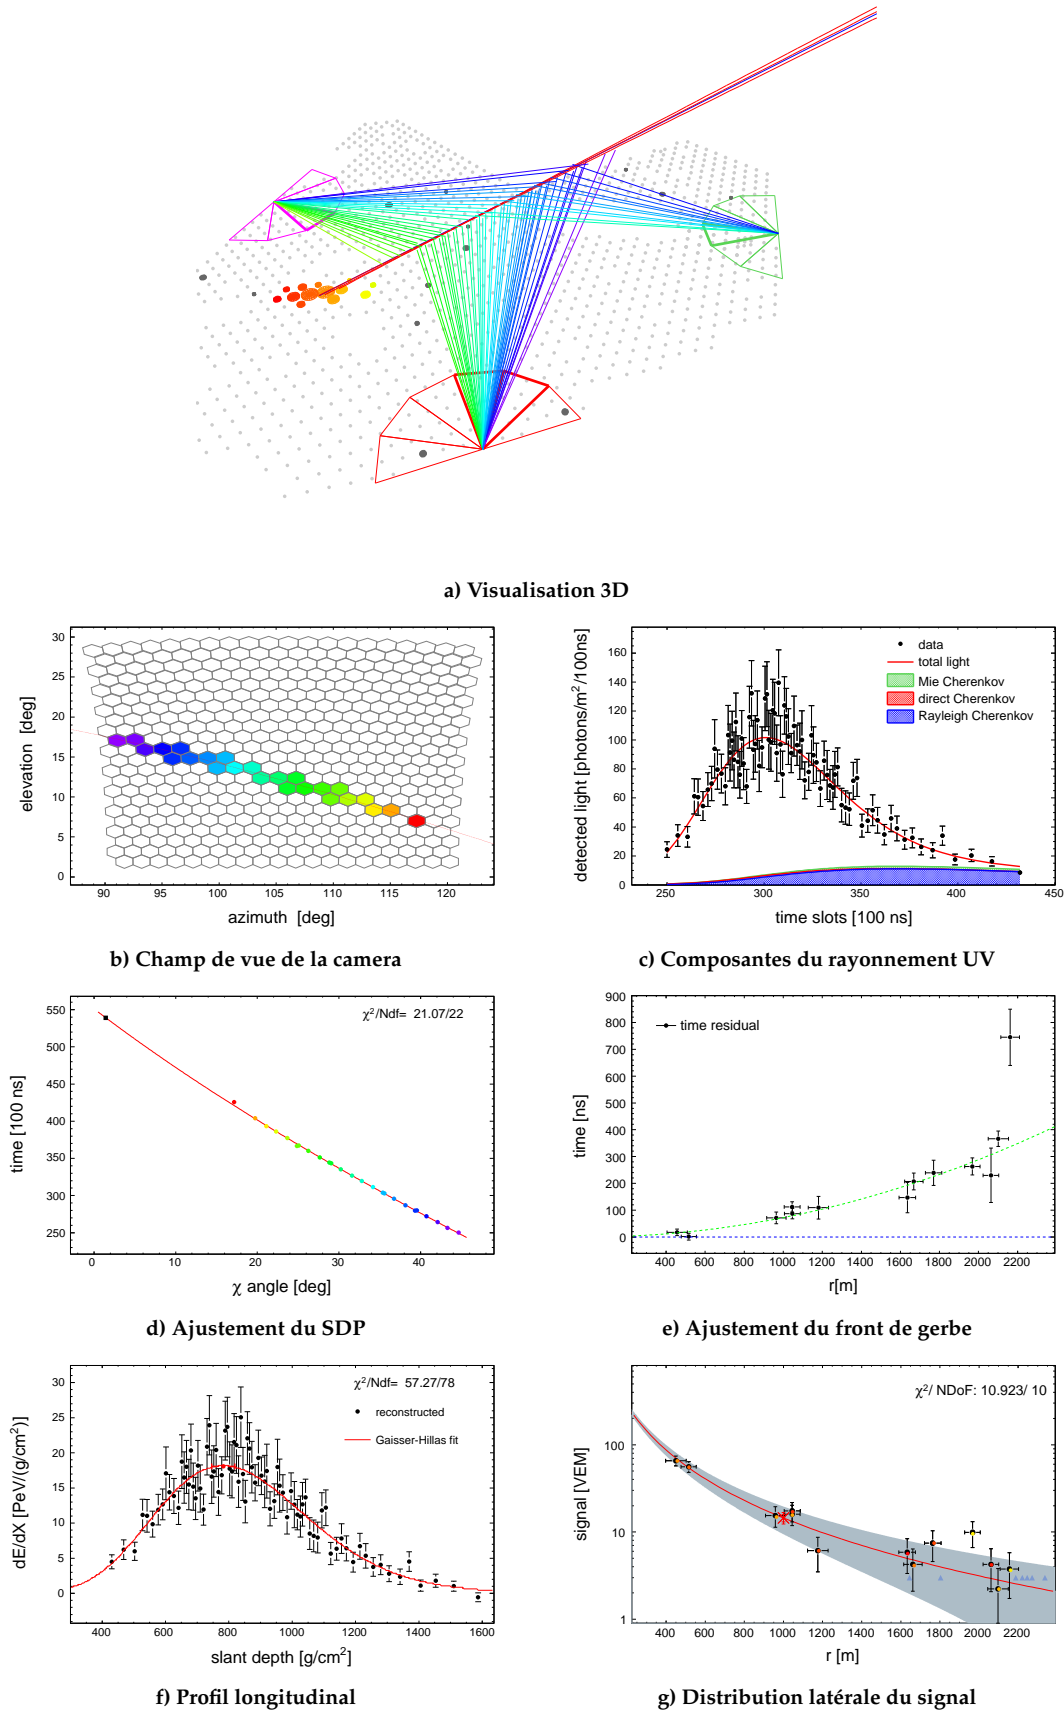 a) Visualisation 3D
elevation [deg]
30
25
20
15
10
5
0
90
95
100
105
110
115
120
azimuth [deg]
b) Champ de vue de la camera
detected light [photons/m²/100ns]
160
140
120
100
80
60
40
20
0
250
300
350
400
450
data
total light
Mie Cherenkov
direct Cherenkov
Rayleigh Cherenkov
time slots [100 ns]
c) Composantes du rayonnement UV
time [100 ns]
550
500
450
400
350
300
250
0
10
20
30
40
χ²/Ndf= 21.07/22
χ angle [deg]
d) Ajustement du SDP
time [ns]
900
800
700
600
500
400
300
200
100
0
400 600 800 1000 1200 1400 1600 1800 2000 2200
time residual
r[m]
e) Ajustement du front de gerbe
dE/dX [PeV/(g/cm²)]
30
25
20
15
10
5
0
400
600
800
1000
1200
1400
1600
χ²/Ndf= 57.27/78
reconstructed
Gaisser-Hillas fit
slant depth [g/cm²]
f) Profil longitudinal
signal [VEM]
100
10
1
400 600 800 1000 1200 1400 1600 1800 2000 2200
χ²/ NDoF: 10.923/ 10
r [m]
g) Distribution latérale du signal